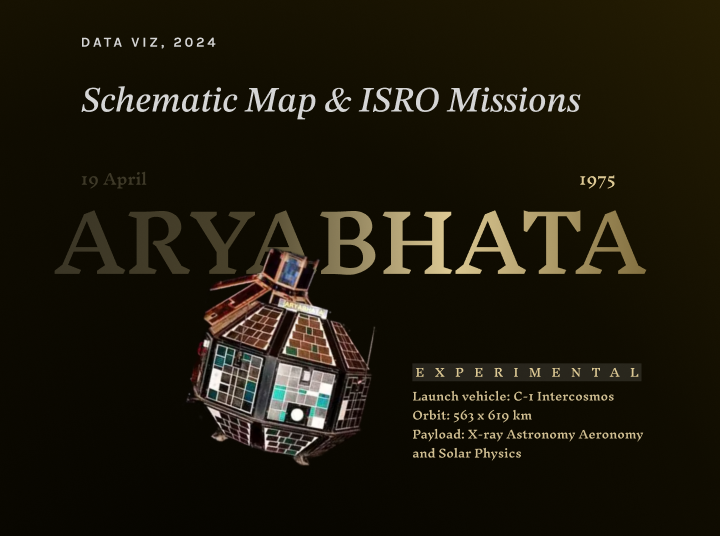 DATA VIZ, 2024
Schematic Map & ISRO Missions
19 April 1975
ARYABHATA
EXPERIMENTAL
Launch vehicle: C-1 Intercosmos
Orbit: 563 x 619 km
Payload: X-ray Astronomy Aeronomy
and Solar Physics